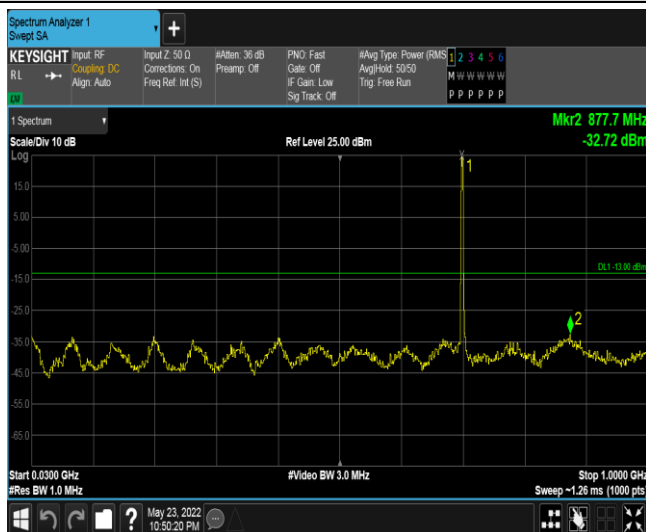 Spectrum Analyzer 1
Swept SA
+
KEYSIGHT
RL
Input: RF
Coupling: DC
Align: Auto
Input Z: 50 Ω
Corrections: On
Freq Ref: Int (S)
#Atten: 36 dB
Preamp: Off
PNO: Fast
Gate: Off
IF Gain: Low
Sig Track: Off
#Avg Type: Power (RMS
Avg|Hold: 50/50
Trig: Free Run
1 2 3 4 5 6
M W W W W W
P P P P P P
1 Spectrum
Mkr2 877.7 MHz
Scale/Div 10 dB
Ref Level 25.00 dBm
-32.72 dBm
Log
1
15.0
5.00
-5.00
DL1 -13.00 dBm
-15.0
-25.0
2
-35.0
-45.0
-55.0
-65.0
Start 0.0300 GHz
#Video BW 3.0 MHz
Stop 1.0000 GHz
#Res BW 1.0 MHz
Sweep ~1.26 ms (1000 pts)
?
May 23, 2022
10:50:20 PM